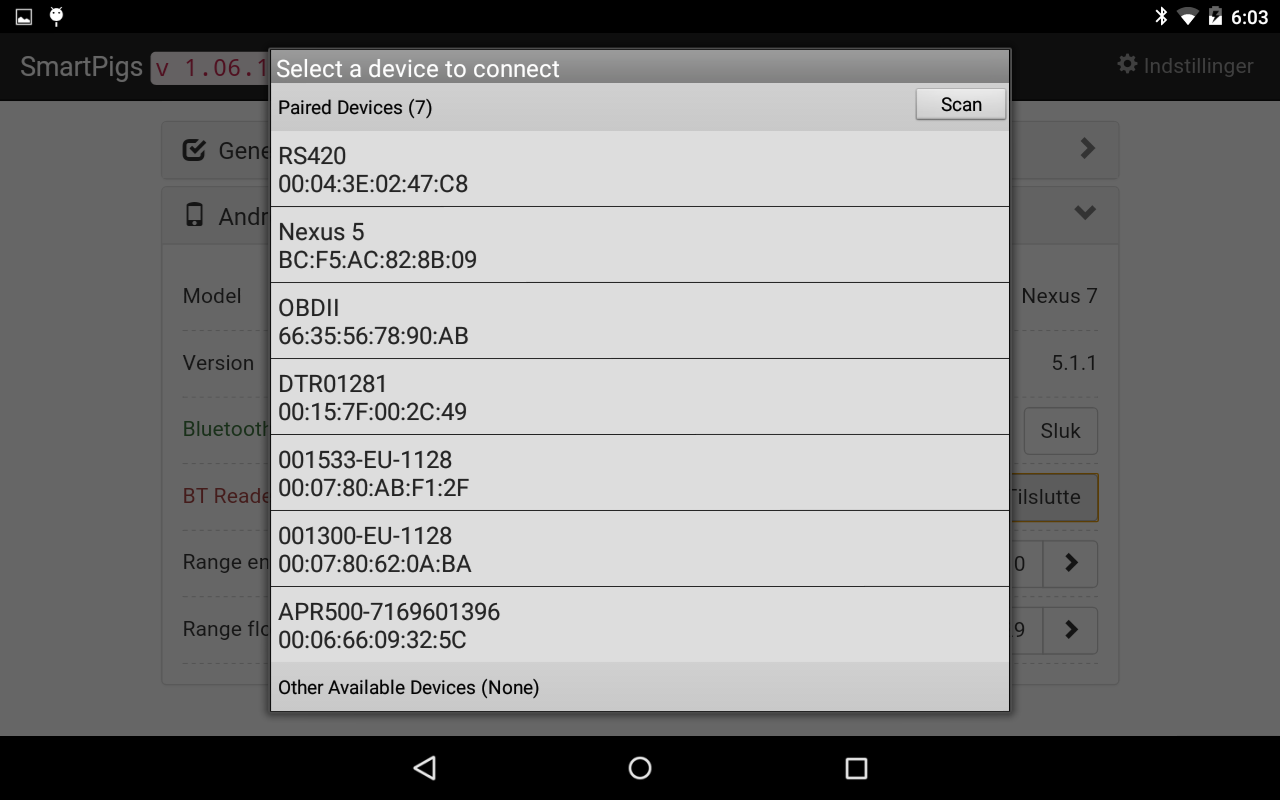 6:03
SmartPigs v 1.06.1
Indstillinger
Select a device to connect
Paired Devices (7)
Scan
RS420
00:04:3E:02:47:C8
Nexus 5
BC:F5:AC:82:8B:09
OBDII
66:35:56:78:90:AB
DTR01281
00:15:7F:00:2C:49
001533-EU-1128
00:07:80:AB:F1:2F
001300-EU-1128
00:07:80:62:0A:BA
APR500-7169601396
00:06:66:09:32:5C
Other Available Devices (None)
Gene
Andr
Model
Nexus 7
Version
5.1.1
Bluetooth
Sluk
BT Reade
Tilslutte
Range en
0
Range flo
9